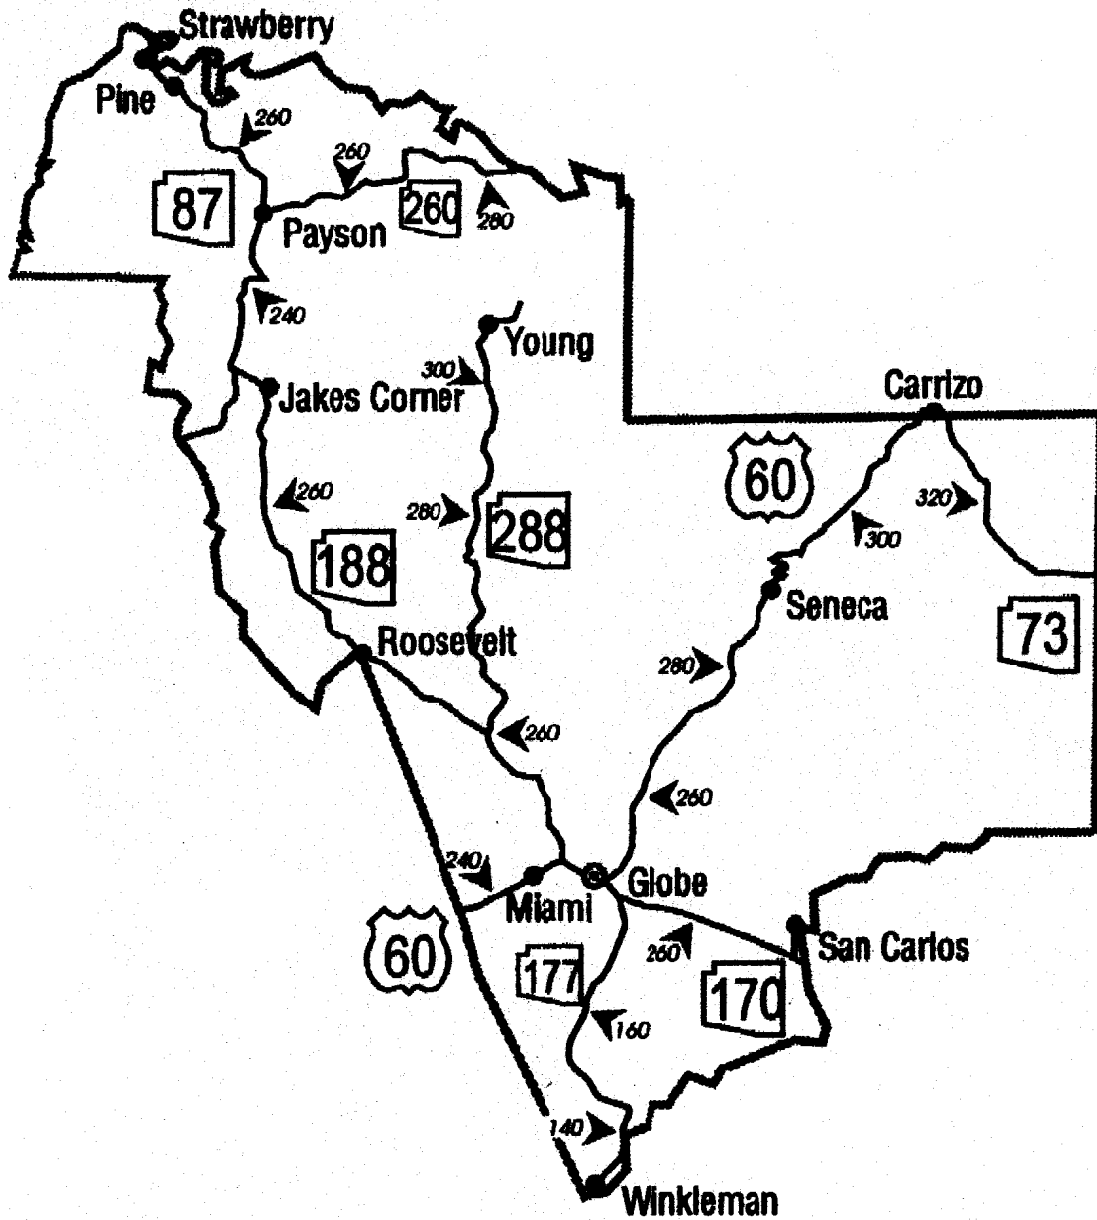 Strawberry
Pine
260
260
87
260
280
Payson
240
Young
300
Jakes Corner
Carrizo
60
260
280
288
320
300
188
Seneca
73
Roosevelt
280
260
260
240
Globe
Miami
60
260
San Carlos
177
170
160
140
Winkleman